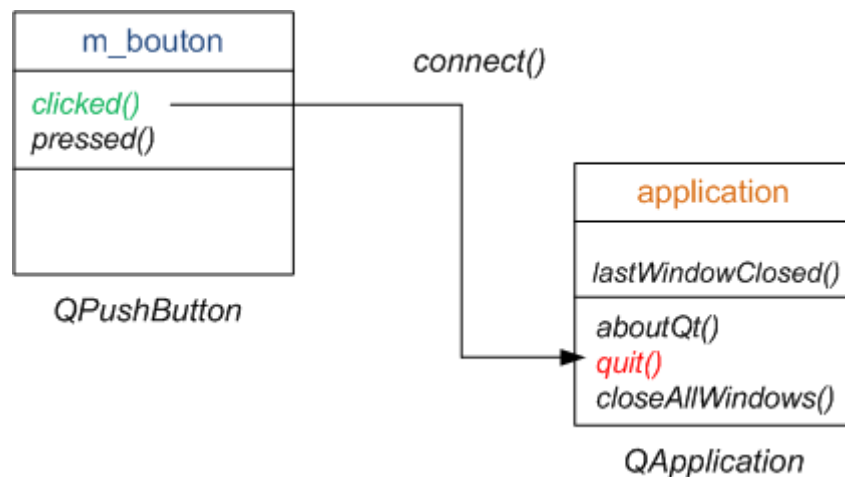 m_bouton
clicked()
pressed()
QPushButton
connect()
application
lastWindowClosed()
aboutQt()
quit()
closeAllWindows()
QApplication